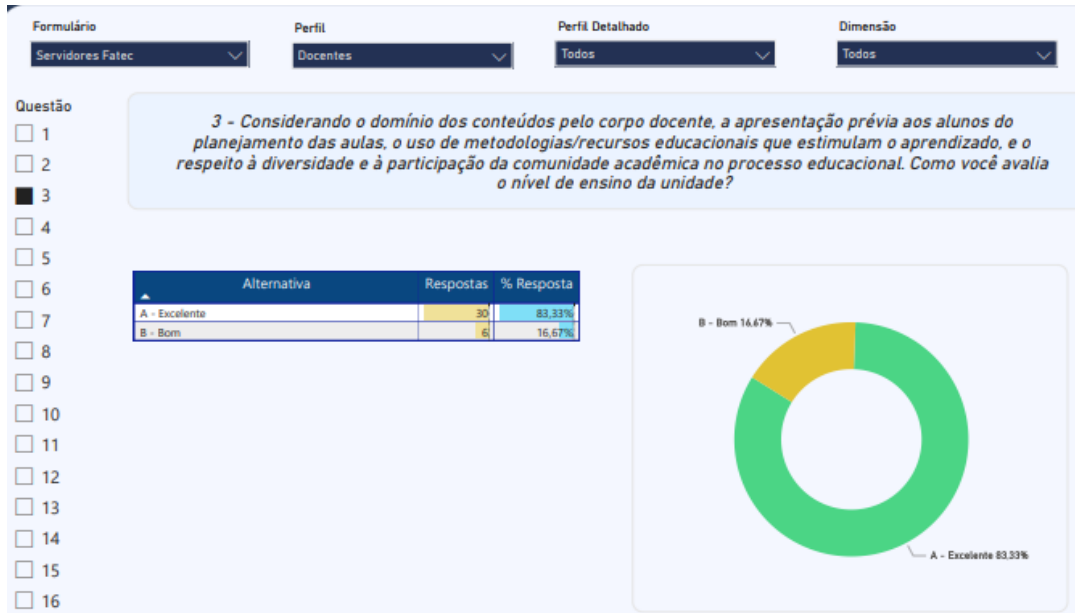 Formulário
Perfil
Perfil Detalhado
Dimensão
Servidores Fatec
Docentes
Todos
Todos
Questão
1
2
3
4
5
6
7
8
9
10
11
12
13
14
15
16
3 - Considerando o domínio dos conteúdos pelo corpo docente, a apresentação prévia aos alunos do
planejamento das aulas, o uso de metodologias/recursos educacionais que estimulam o aprendizado, e o
respeito à diversidade e à participação da comunidade acadêmica no processo educacional. Como você avalia
o nível de ensino da unidade?
Alternativa Respostas % Resposta
A - Excelente 30 83,33%
B - Bom 6 16,67%
B - Bom 16,67%
A - Excelente 83,33%